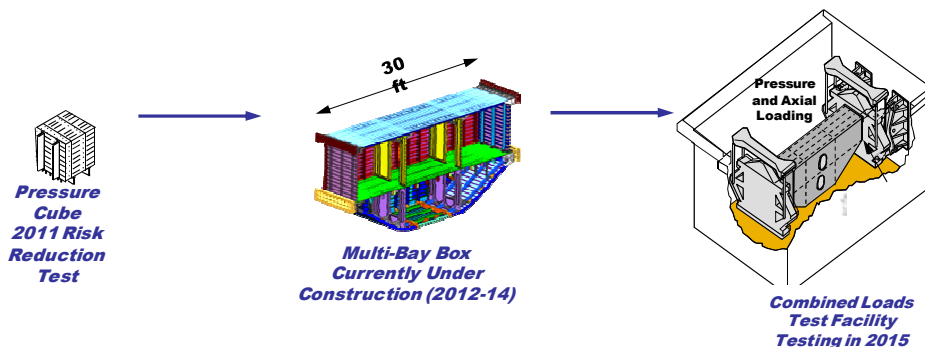 30
ft
Pressure
and Axial
Loading
Pressure
Cube
2011 Risk
Reduction
Test
Multi-Bay Box
Currently Under
Construction (2012-14)
Combined Loads
Test Facility
Testing in 2015